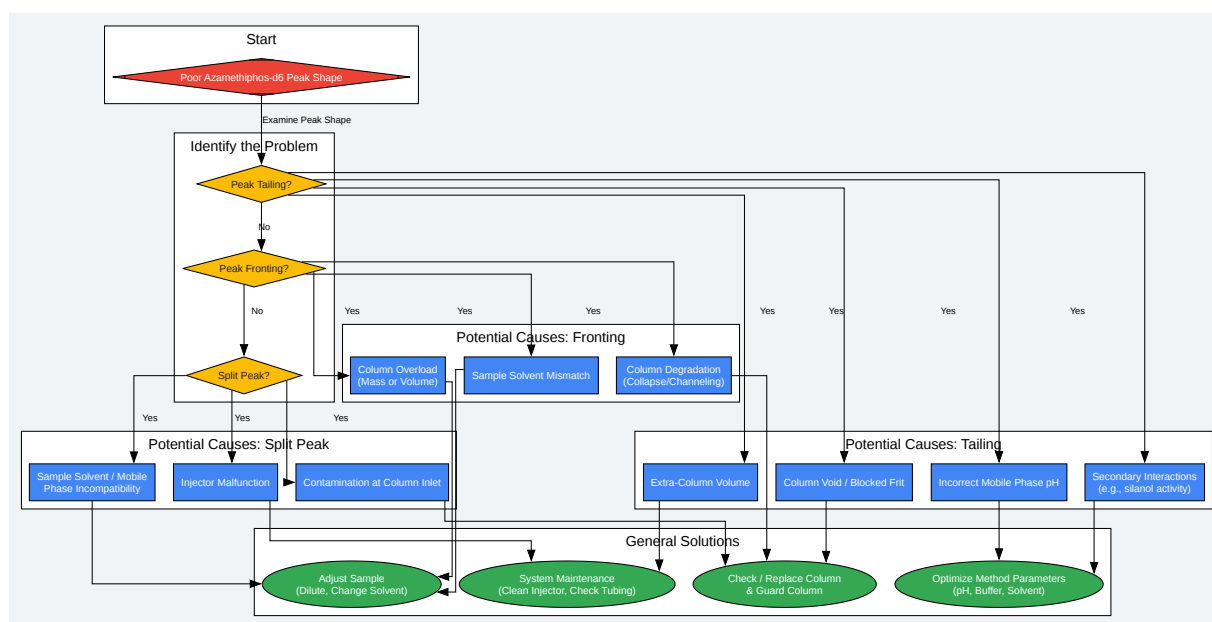 Start
Poor Azamethiphos-d6 Peak Shape
Examine Peak Shape
Identify the Problem
Peak Tailing?
No
Peak Fronting?
No
Yes
Yes
Yes
Yes
Yes
Yes
Yes
Potential Causes: Fronting
Column Overload
(Mass or Volume)
Sample Solvent Mismatch
Column Degradation
(Collapse/Channeling)
Split Peak?
Yes
Yes
Yes
Potential Causes: Split Peak
Sample Solvent / Mobile
Phase Incompatibility
Injector Malfunction
Contamination at Column Inlet
Potential Causes: Tailing
Extra-Column Volume
Column Void / Blocked Frit
Incorrect Mobile Phase pH
Secondary Interactions
(e.g., silanol activity)
General Solutions
Adjust Sample
(Dilute, Change Solvent)
System Maintenance
(Clean Injector, Check Tubing)
Check / Replace Column
& Guard Column
Optimize Method Parameters
(pH, Buffer, Solvent)